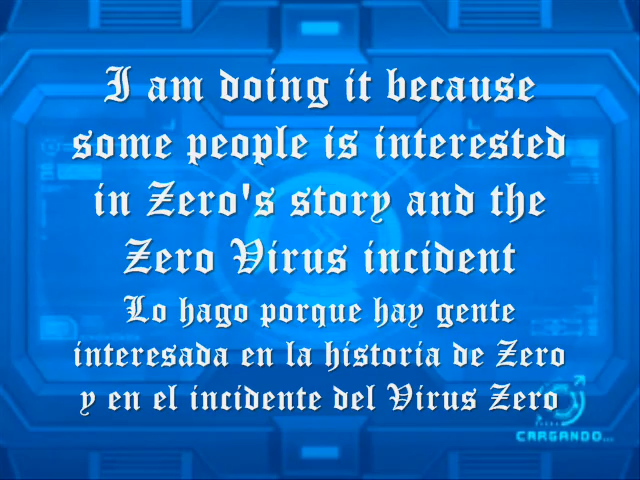 I am doing it because
some people is interested
in Zero's story and the
Zero Virus incident
Lo hago porque hay gente
interesada en la historia de Zero
y en el incidente del Virus Zero
CARGANDO...